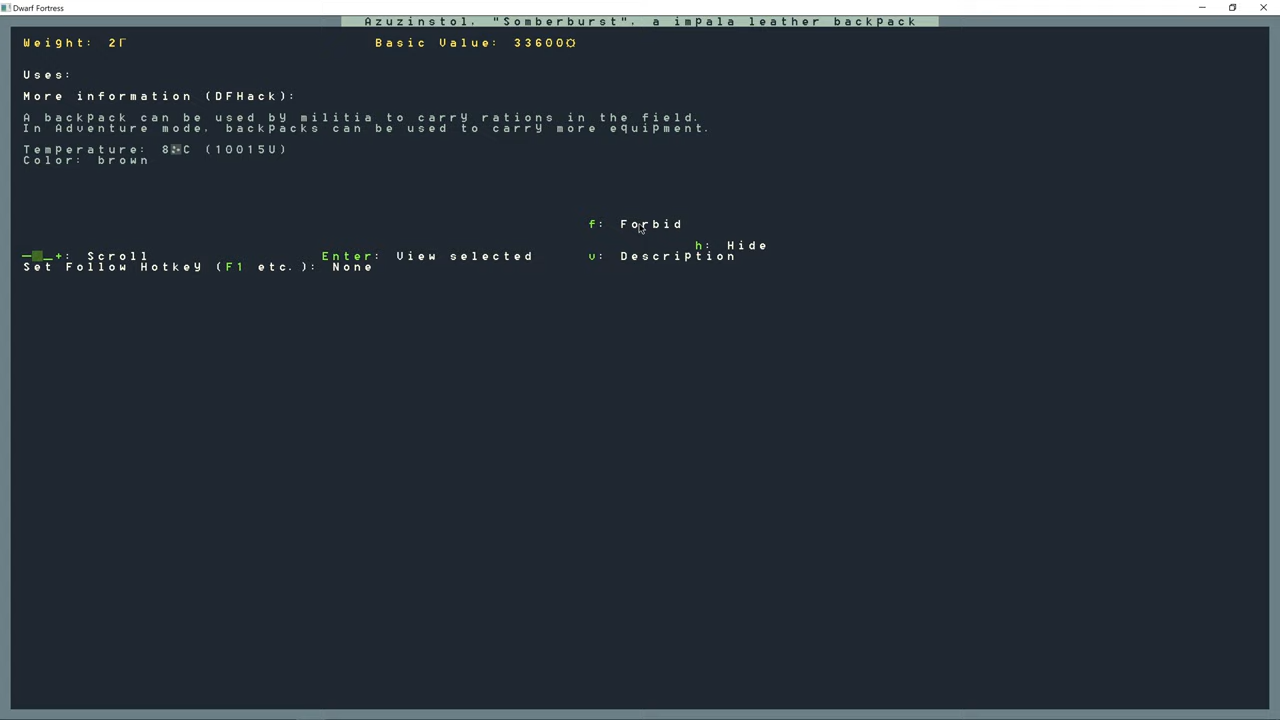 Dwarf Fortress
Azuzinstol, "Somberburst", a impala leather backpack
Weight: 2Γ Basic Value: 33600☼
Uses:
More information (DFHack):
A backpack can be used by militia to carry rations in the field.
In Adventure mode, backpacks can be used to carry more equipment.
Temperature: 8 C (10015U)
Color: brown
f: Forbid
h: Hide
_+: Scroll Enter: View selected v: Description
Set Follow Hotkey (F1 etc.): None